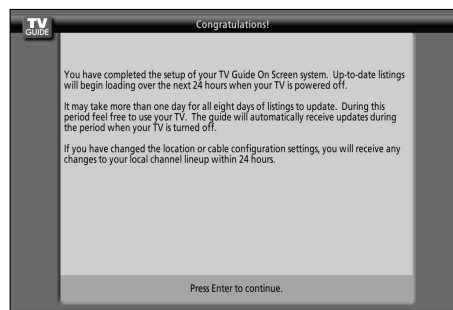 TV
GUIDE
Congratulations!
You have completed the setup of your TV Guide On Screen system. Up-to-date listings
will begin loading over the next 24 hours when your TV is powered off.
It may take more than one day for all eight days of listings to update. During this
period feel free to use your TV. The guide will automatically receive updates during
the period when your TV is turned off.
If you have changed the location or cable configuration settings, you will receive any
changes to your local channel lineup within 24 hours.
Press Enter to continue.